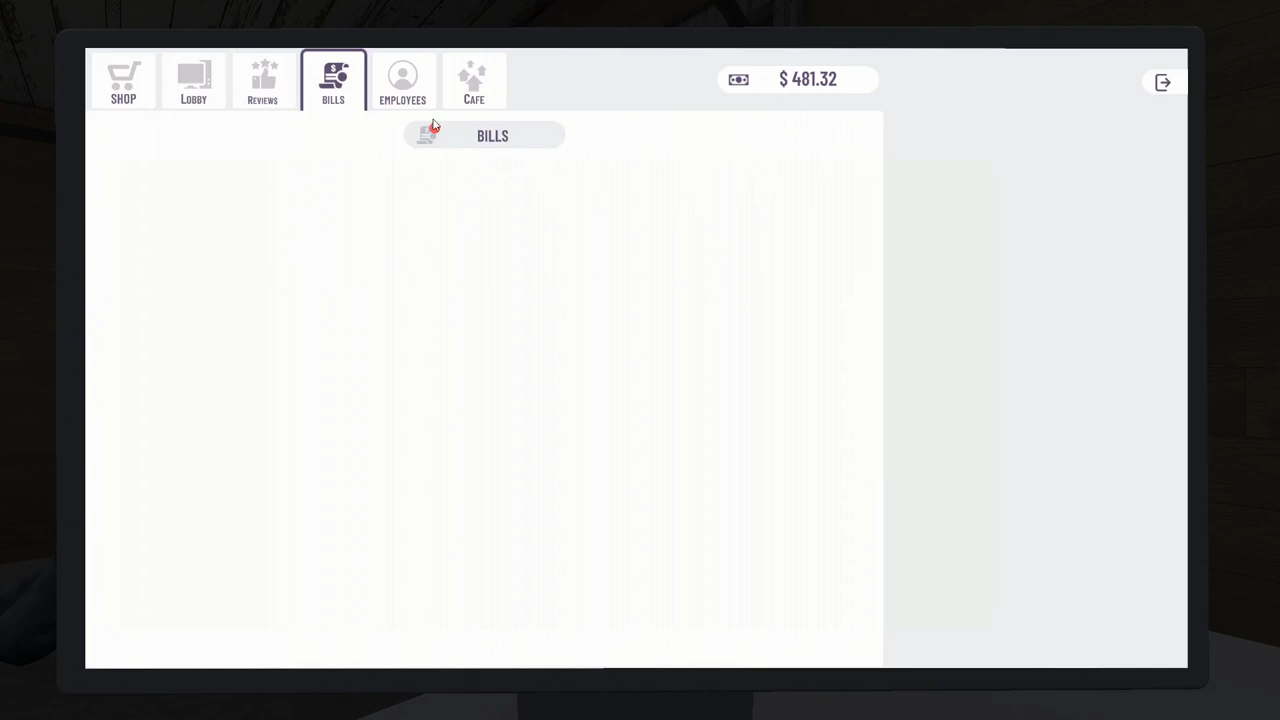 SHOP
LOBBY
REVIEWS
BILLS
EMPLOYEES
CAFE
$ 481.32
BILLS